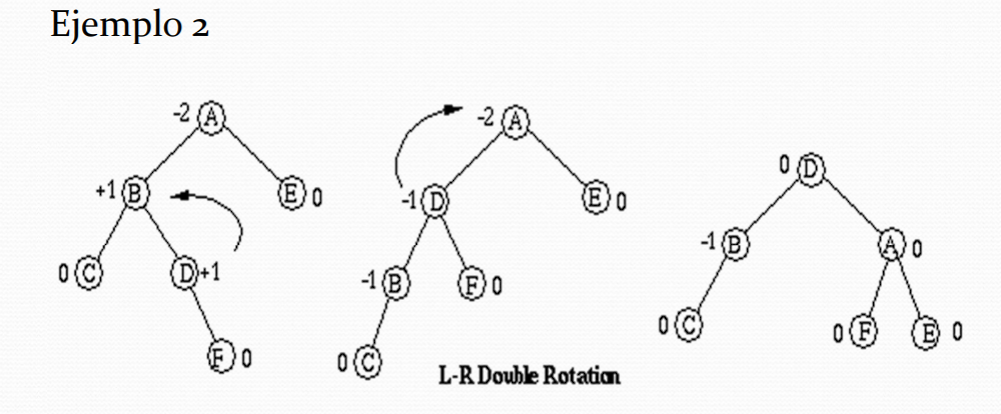 Ejemplo 2
-2 A
+1 B
E 0
0 C
D +1
F 0
-2 A
-1 D
E 0
-1 B
F 0
0 C
L-R Double Rotation
0 D
-1 B
A 0
0 C
0 F
E 0